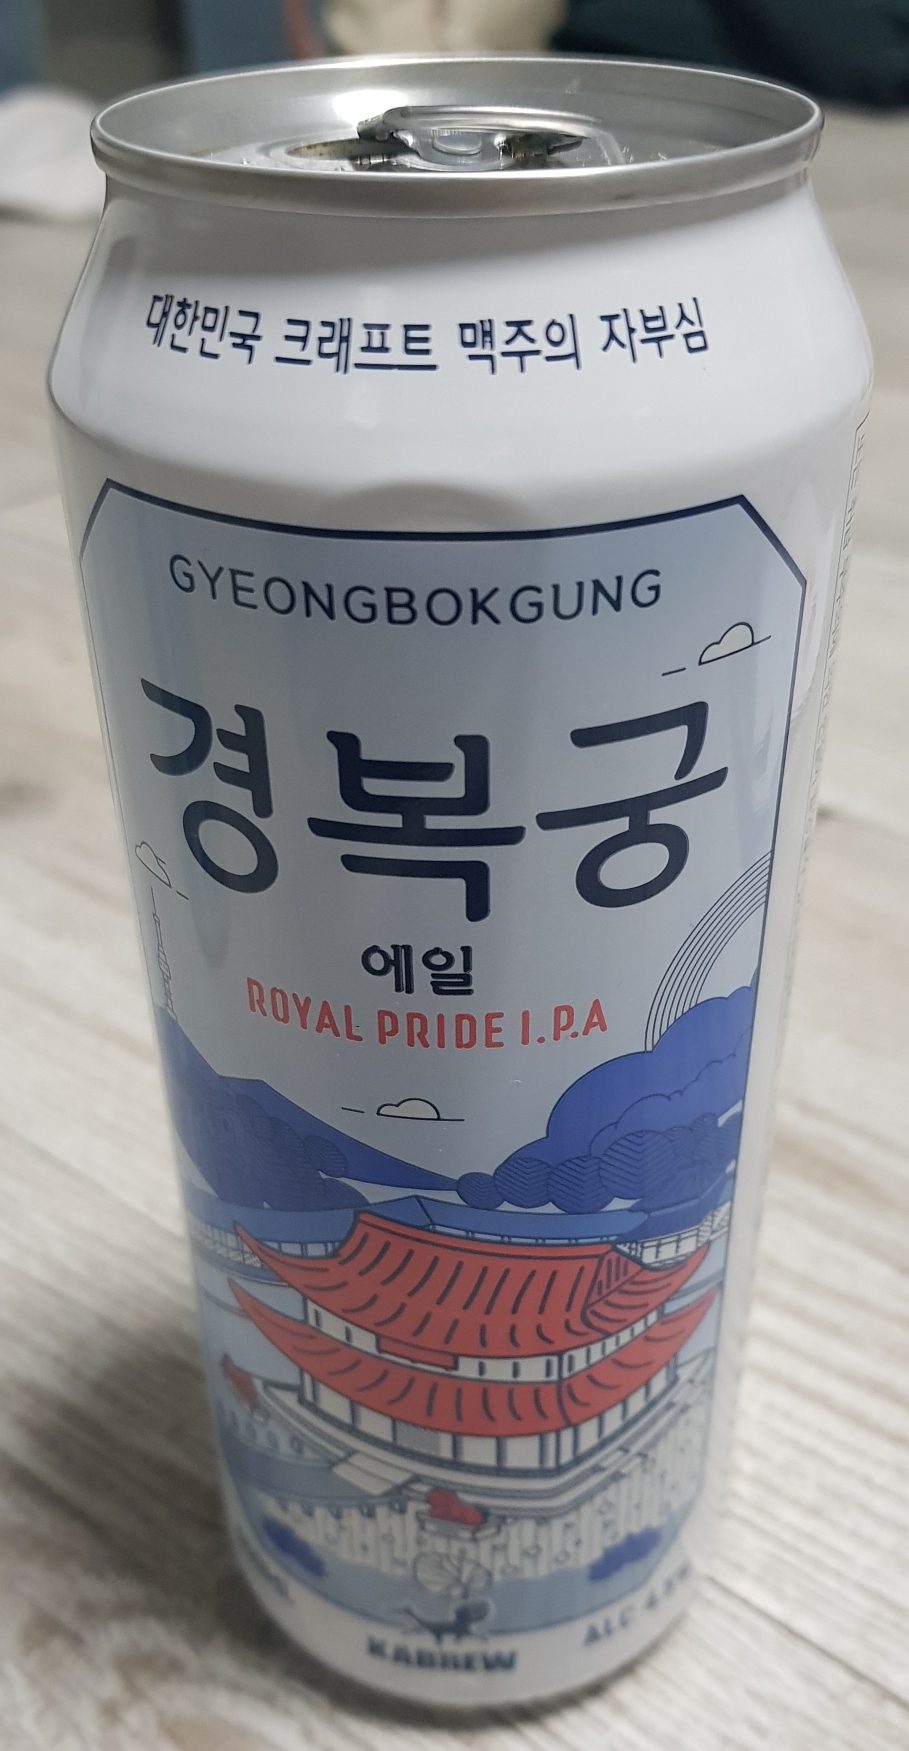 대한민국 크래프트 맥주의 자부심
GYEONGBOKGUNG
경복궁
에일
ROYAL PRIDE I.P.A
KABREW
ALC